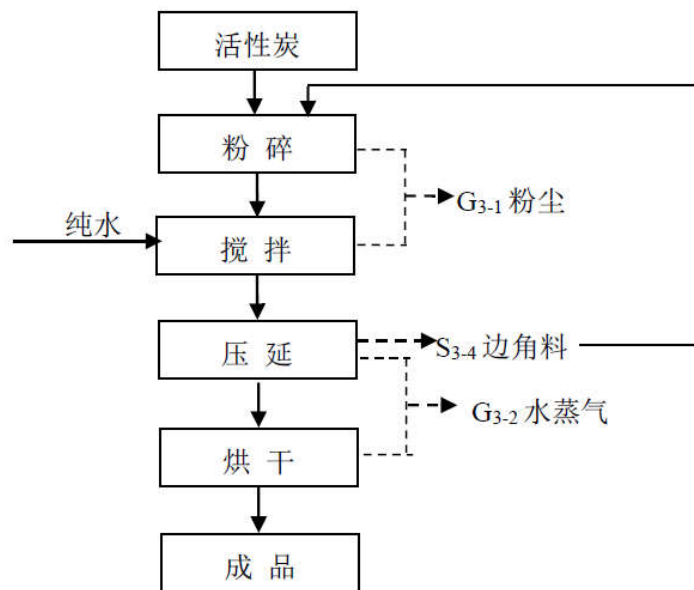 活性炭
粉 碎
G3-1 粉尘
纯水
搅 拌
压 延
S3-4 边角料
G3-2 水蒸气
烘 干
成 品